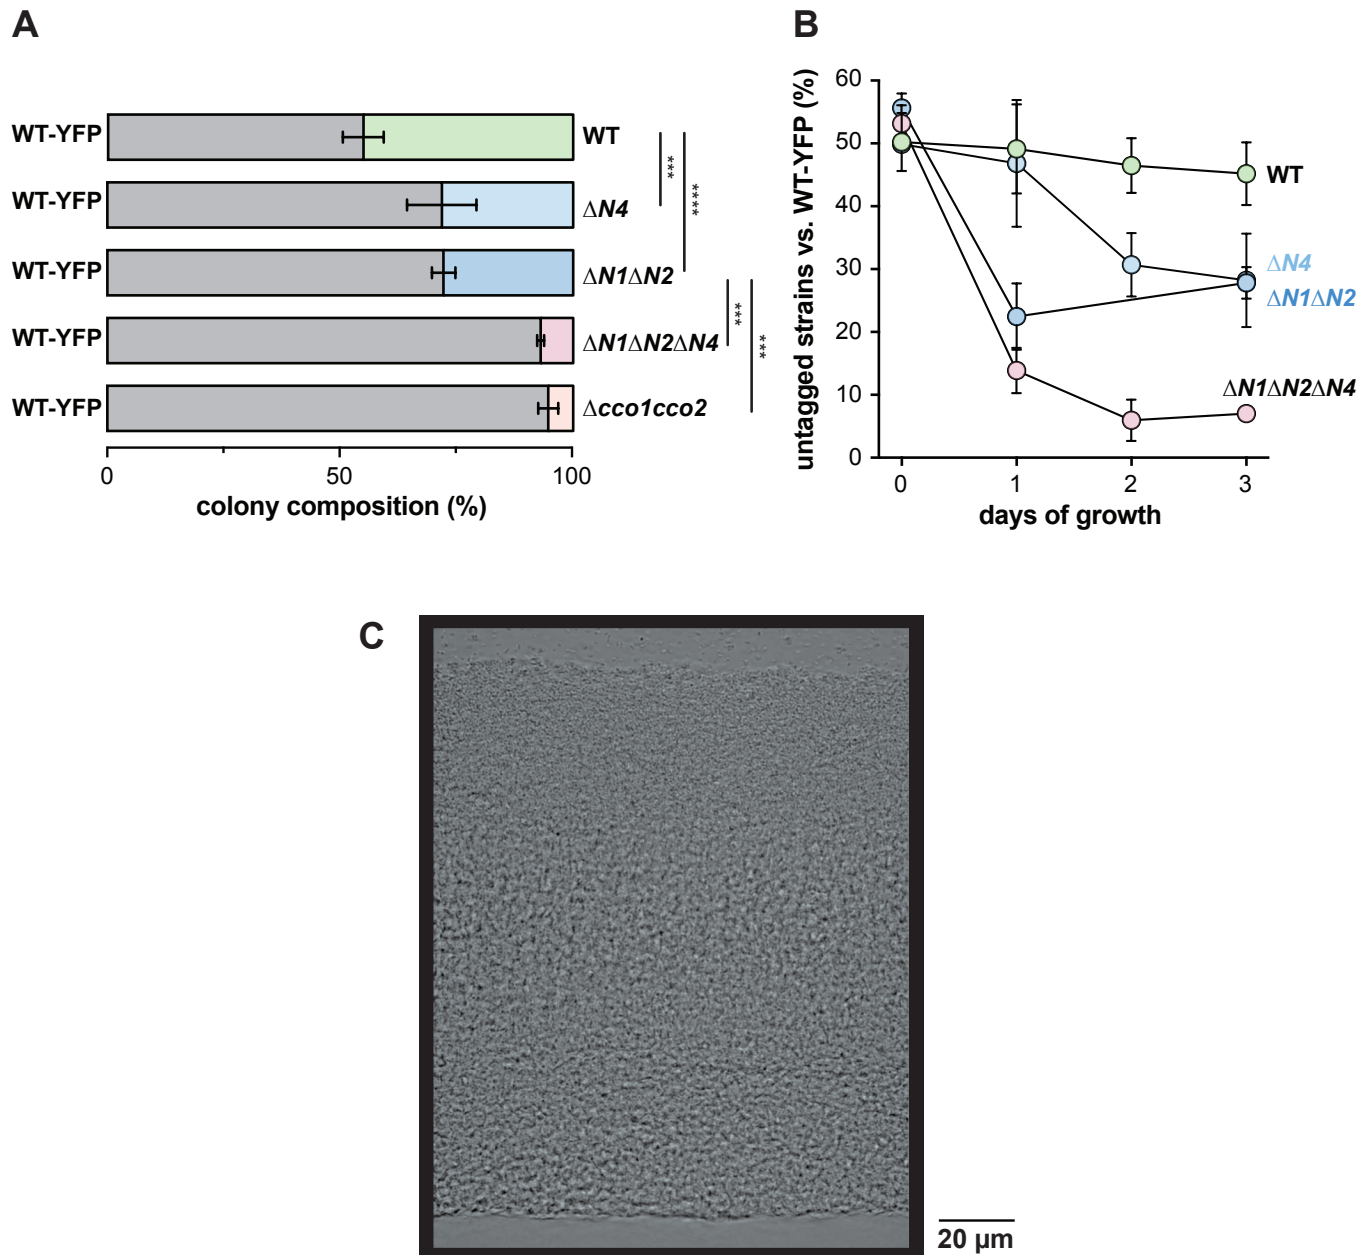 A
WT-YFP WT
WT-YFP ΔN4
WT-YFP ΔN1ΔN2
WT-YFP ΔN1ΔN2ΔN4
WT-YFP Δcco1cco2
***
****
***
***
0 50 100
colony composition (%)
B
untagged strains vs. WT-YFP (%)
60
50
40
30
20
10
0
0 1 2 3
days of growth
WT
ΔN4
ΔN1ΔN2
ΔN1ΔN2ΔN4
C
20 µm